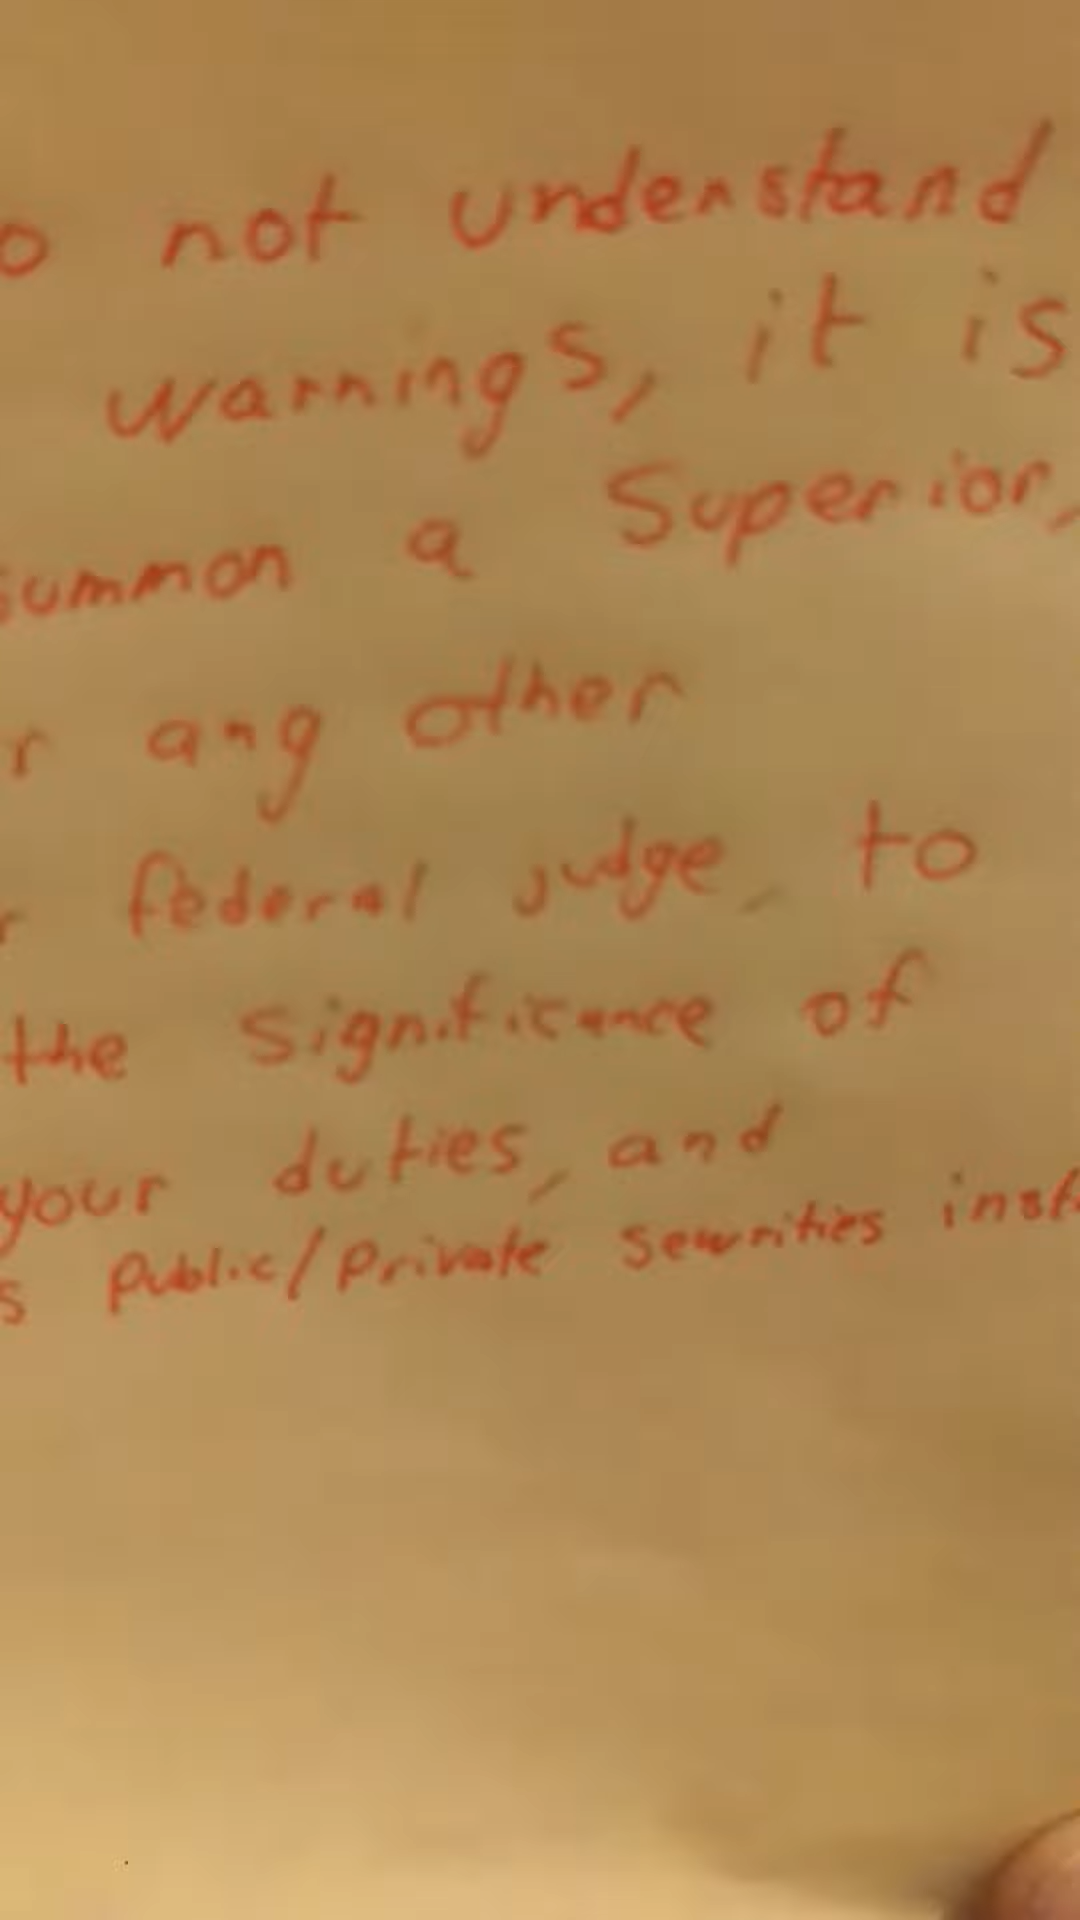 o not understand
warnings, it is
summon a Superior,
r any other
r federal judge, to
the significance of
your duties, and
s Public/Private securities inst